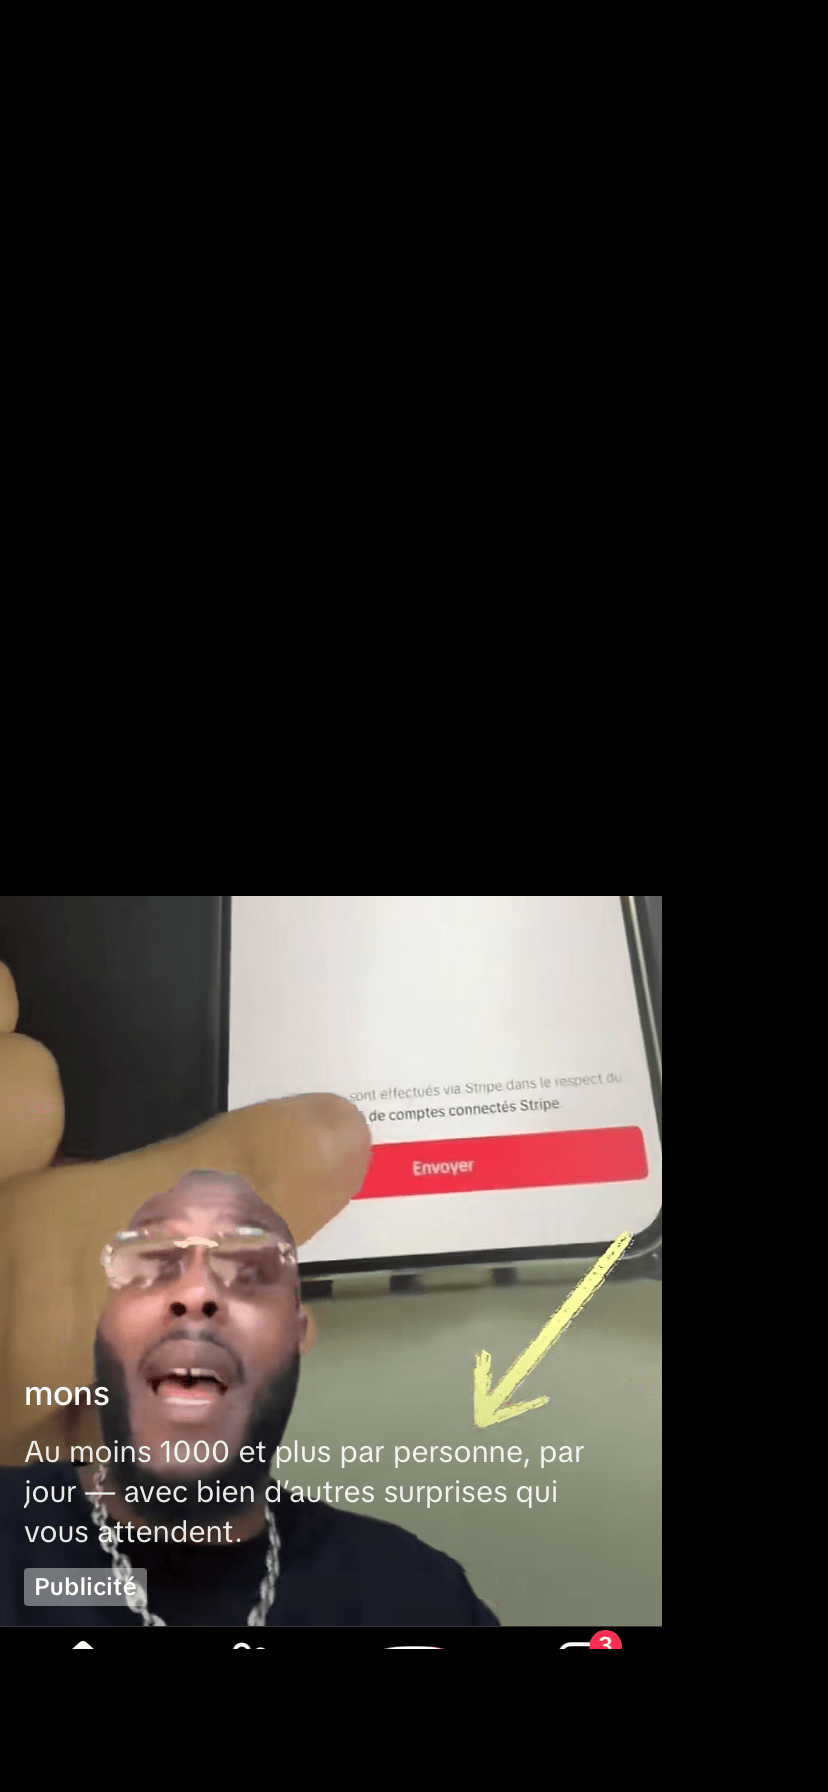 sont effectués via Stripe dans le respect du
de comptes connectés Stripe
Envoyer
mons
Au moins 1000 et plus par personne, par
jour — avec bien d’autres surprises qui
vous attendent.
Publicité
3